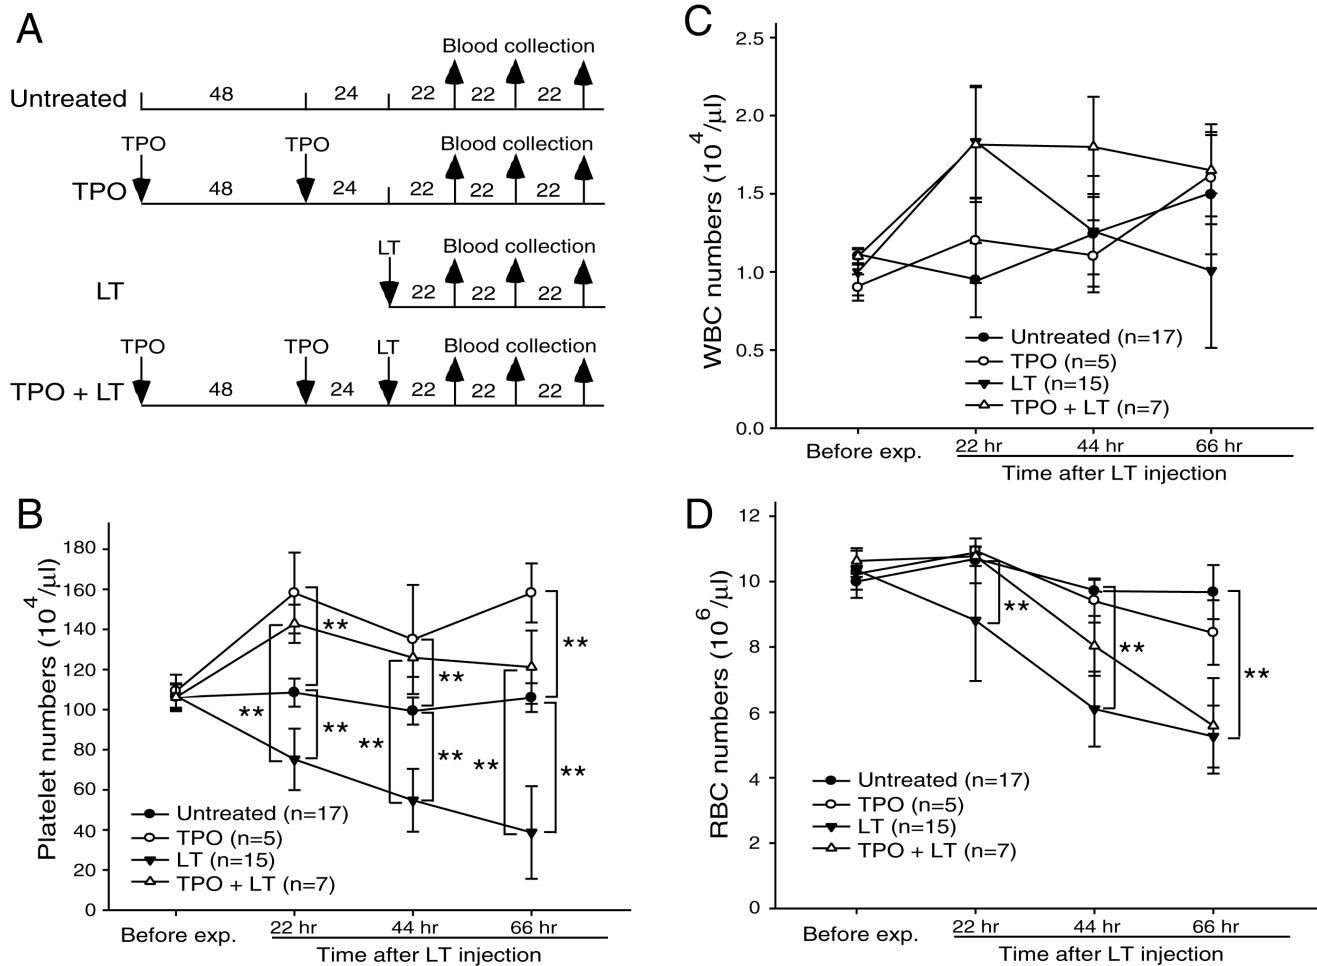 A
Blood collection
Untreated 48 24 22 22 22
TPO TPO Blood collection
TPO 48 24 22 22 22
LT Blood collection
LT 22 22 22
TPO TPO LT Blood collection
TPO + LT 48 24 22 22 22
B
Platelet numbers (10⁴/µl)
180
160
140
120
100
80
60
40
20
0
**
**
**
**
**
**
**
**
**
Untreated (n=17)
TPO (n=5)
LT (n=15)
TPO + LT (n=7)
Before exp. 22 hr 44 hr 66 hr
Time after LT injection
C
WBC numbers (10⁴/µl)
2.5
2.0
1.5
1.0
0.5
0.0
Untreated (n=17)
TPO (n=5)
LT (n=15)
TPO + LT (n=7)
Before exp. 22 hr 44 hr 66 hr
Time after LT injection
D
RBC numbers (10⁶/µl)
12
10
8
6
4
2
0
**
**
**
Untreated (n=17)
TPO (n=5)
LT (n=15)
TPO + LT (n=7)
Before exp. 22 hr 44 hr 66 hr
Time after LT injection